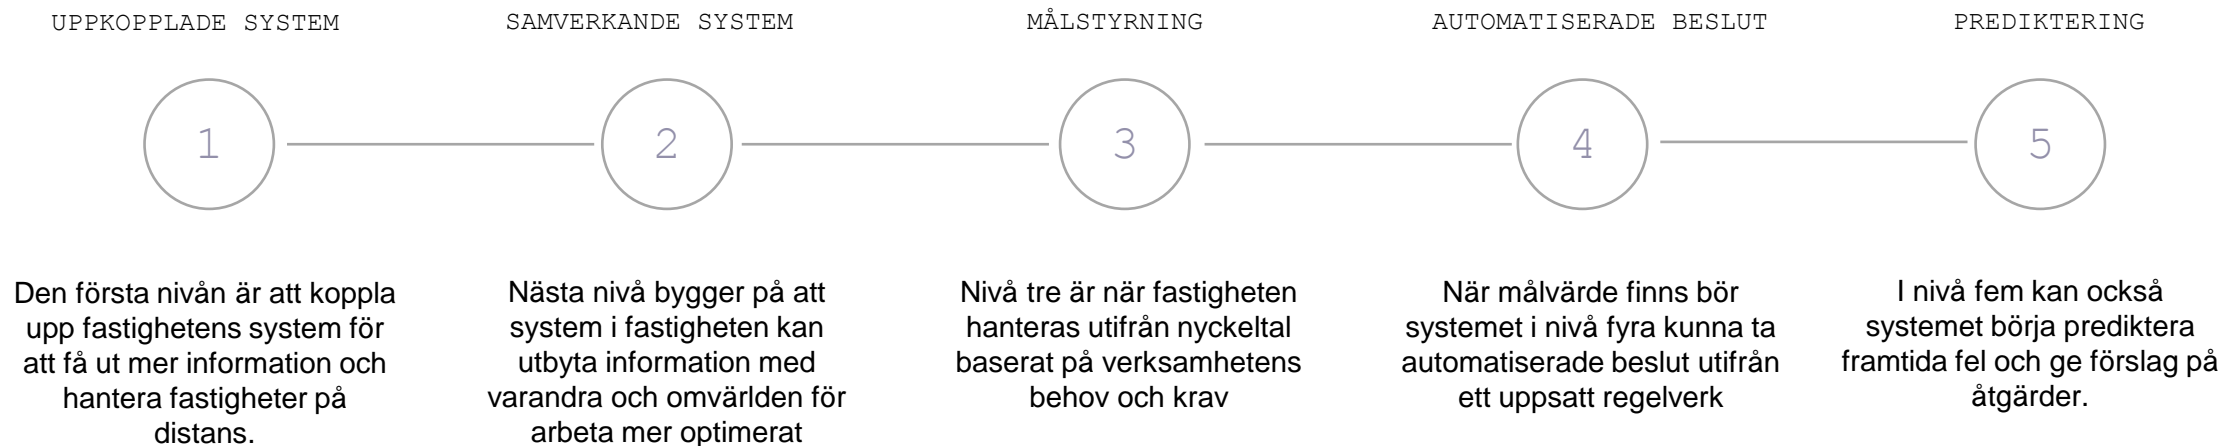 UPPKOPPLADE SYSTEM
SAMVERKANDE SYSTEM
MÅLSTYRNING
AUTOMATISERADE BESLUT
PREDIKTERING
1
2
3
4
5
Den första nivån är att koppla
upp fastighetens system för
att få ut mer information och
hantera fastigheter på
distans.
Nästa nivå bygger på att
system i fastigheten kan
utbyta information med
varandra och omvärlden för
arbeta mer optimerat
Nivå tre är när fastigheten
hanteras utifrån nyckeltal
baserat på verksamhetens
behov och krav
När målvärde finns bör
systemet i nivå fyra kunna ta
automatiserade beslut utifrån
ett uppsatt regelverk
I nivå fem kan också
systemet börja prediktera
framtida fel och ge förslag på
åtgärder.